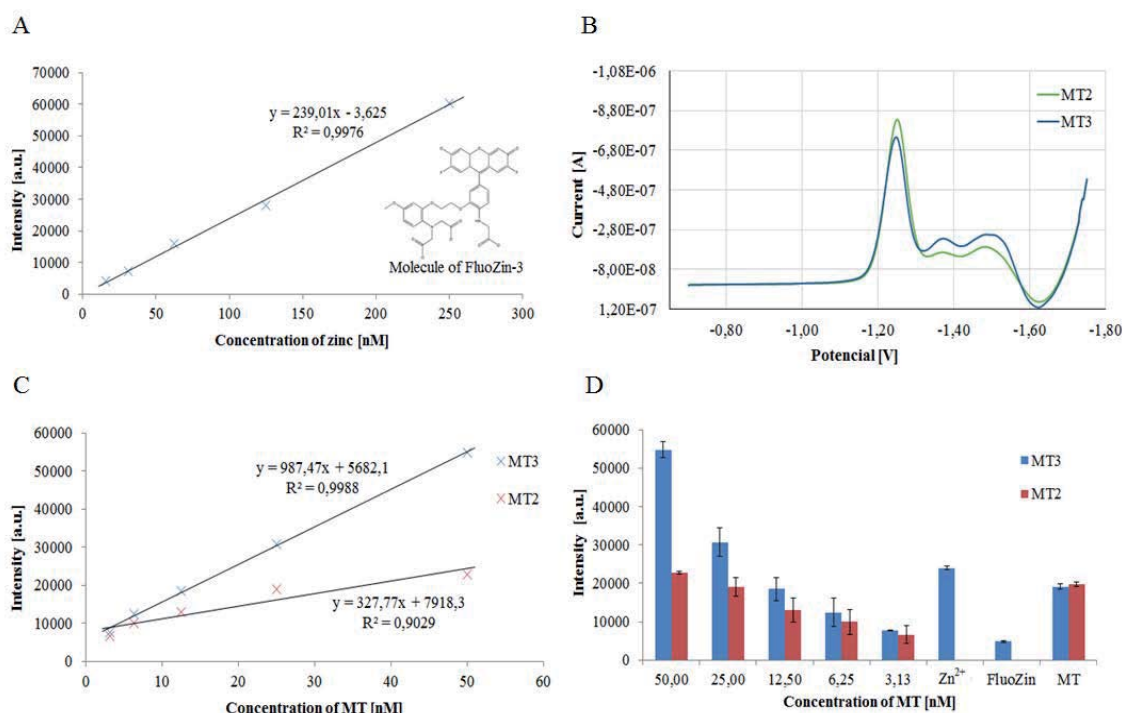 A
70000
60000
50000
40000
30000
20000
10000
0
Intensity [a.u.]
y = 239,01x - 3,625
R² = 0,9976
Molecule of FluoZin-3
0 50 100 150 200 250 300
Concentration of zinc [nM]
B
-1,08E-06
-8,80E-07
-6,80E-07
-4,80E-07
-2,80E-07
-8,00E-08
1,20E-07
Current [A]
MT2
MT3
-0,80 -1,00 -1,20 -1,40 -1,60 -1,80
Potencial [V]
C
60000
50000
40000
30000
20000
10000
0
Intensity [a.u.]
y = 987,47x + 5682,1
R² = 0,9988
MT3
MT2
y = 327,77x + 7918,3
R² = 0,9029
0 10 20 30 40 50 60
Concentration of MT [nM]
D
60000
50000
40000
30000
20000
10000
0
Intensity [a.u.]
MT3
MT2
50,00 25,00 12,50 6,25 3,13 Zn²⁺ FluoZin MT
Concentration of MT [nM]